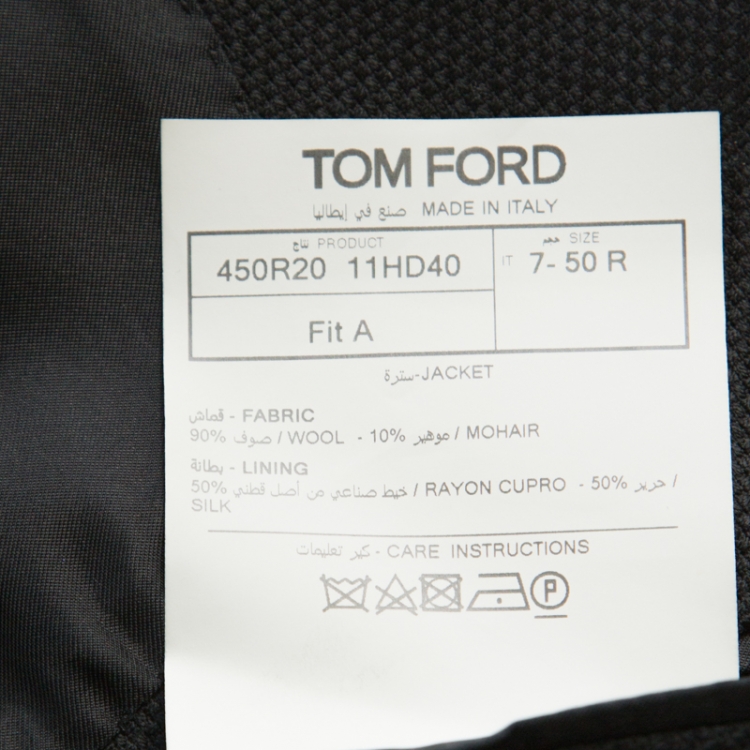 TOM FORD
صنع في إيطاليا MADE IN ITALY
نتاج PRODUCT
450R20 11HD40
حجم SIZE
IT 7- 50 R
Fit A
سترة-JACKET
قماش - FABRIC
90% صوف / WOOL - 10% موهير / MOHAIR
بطانة - LINING
50% خيط صناعي من أصل قطني / RAYON CUPRO - 50% حرير /
SILK
كير تعليمات - CARE INSTRUCTIONS
P